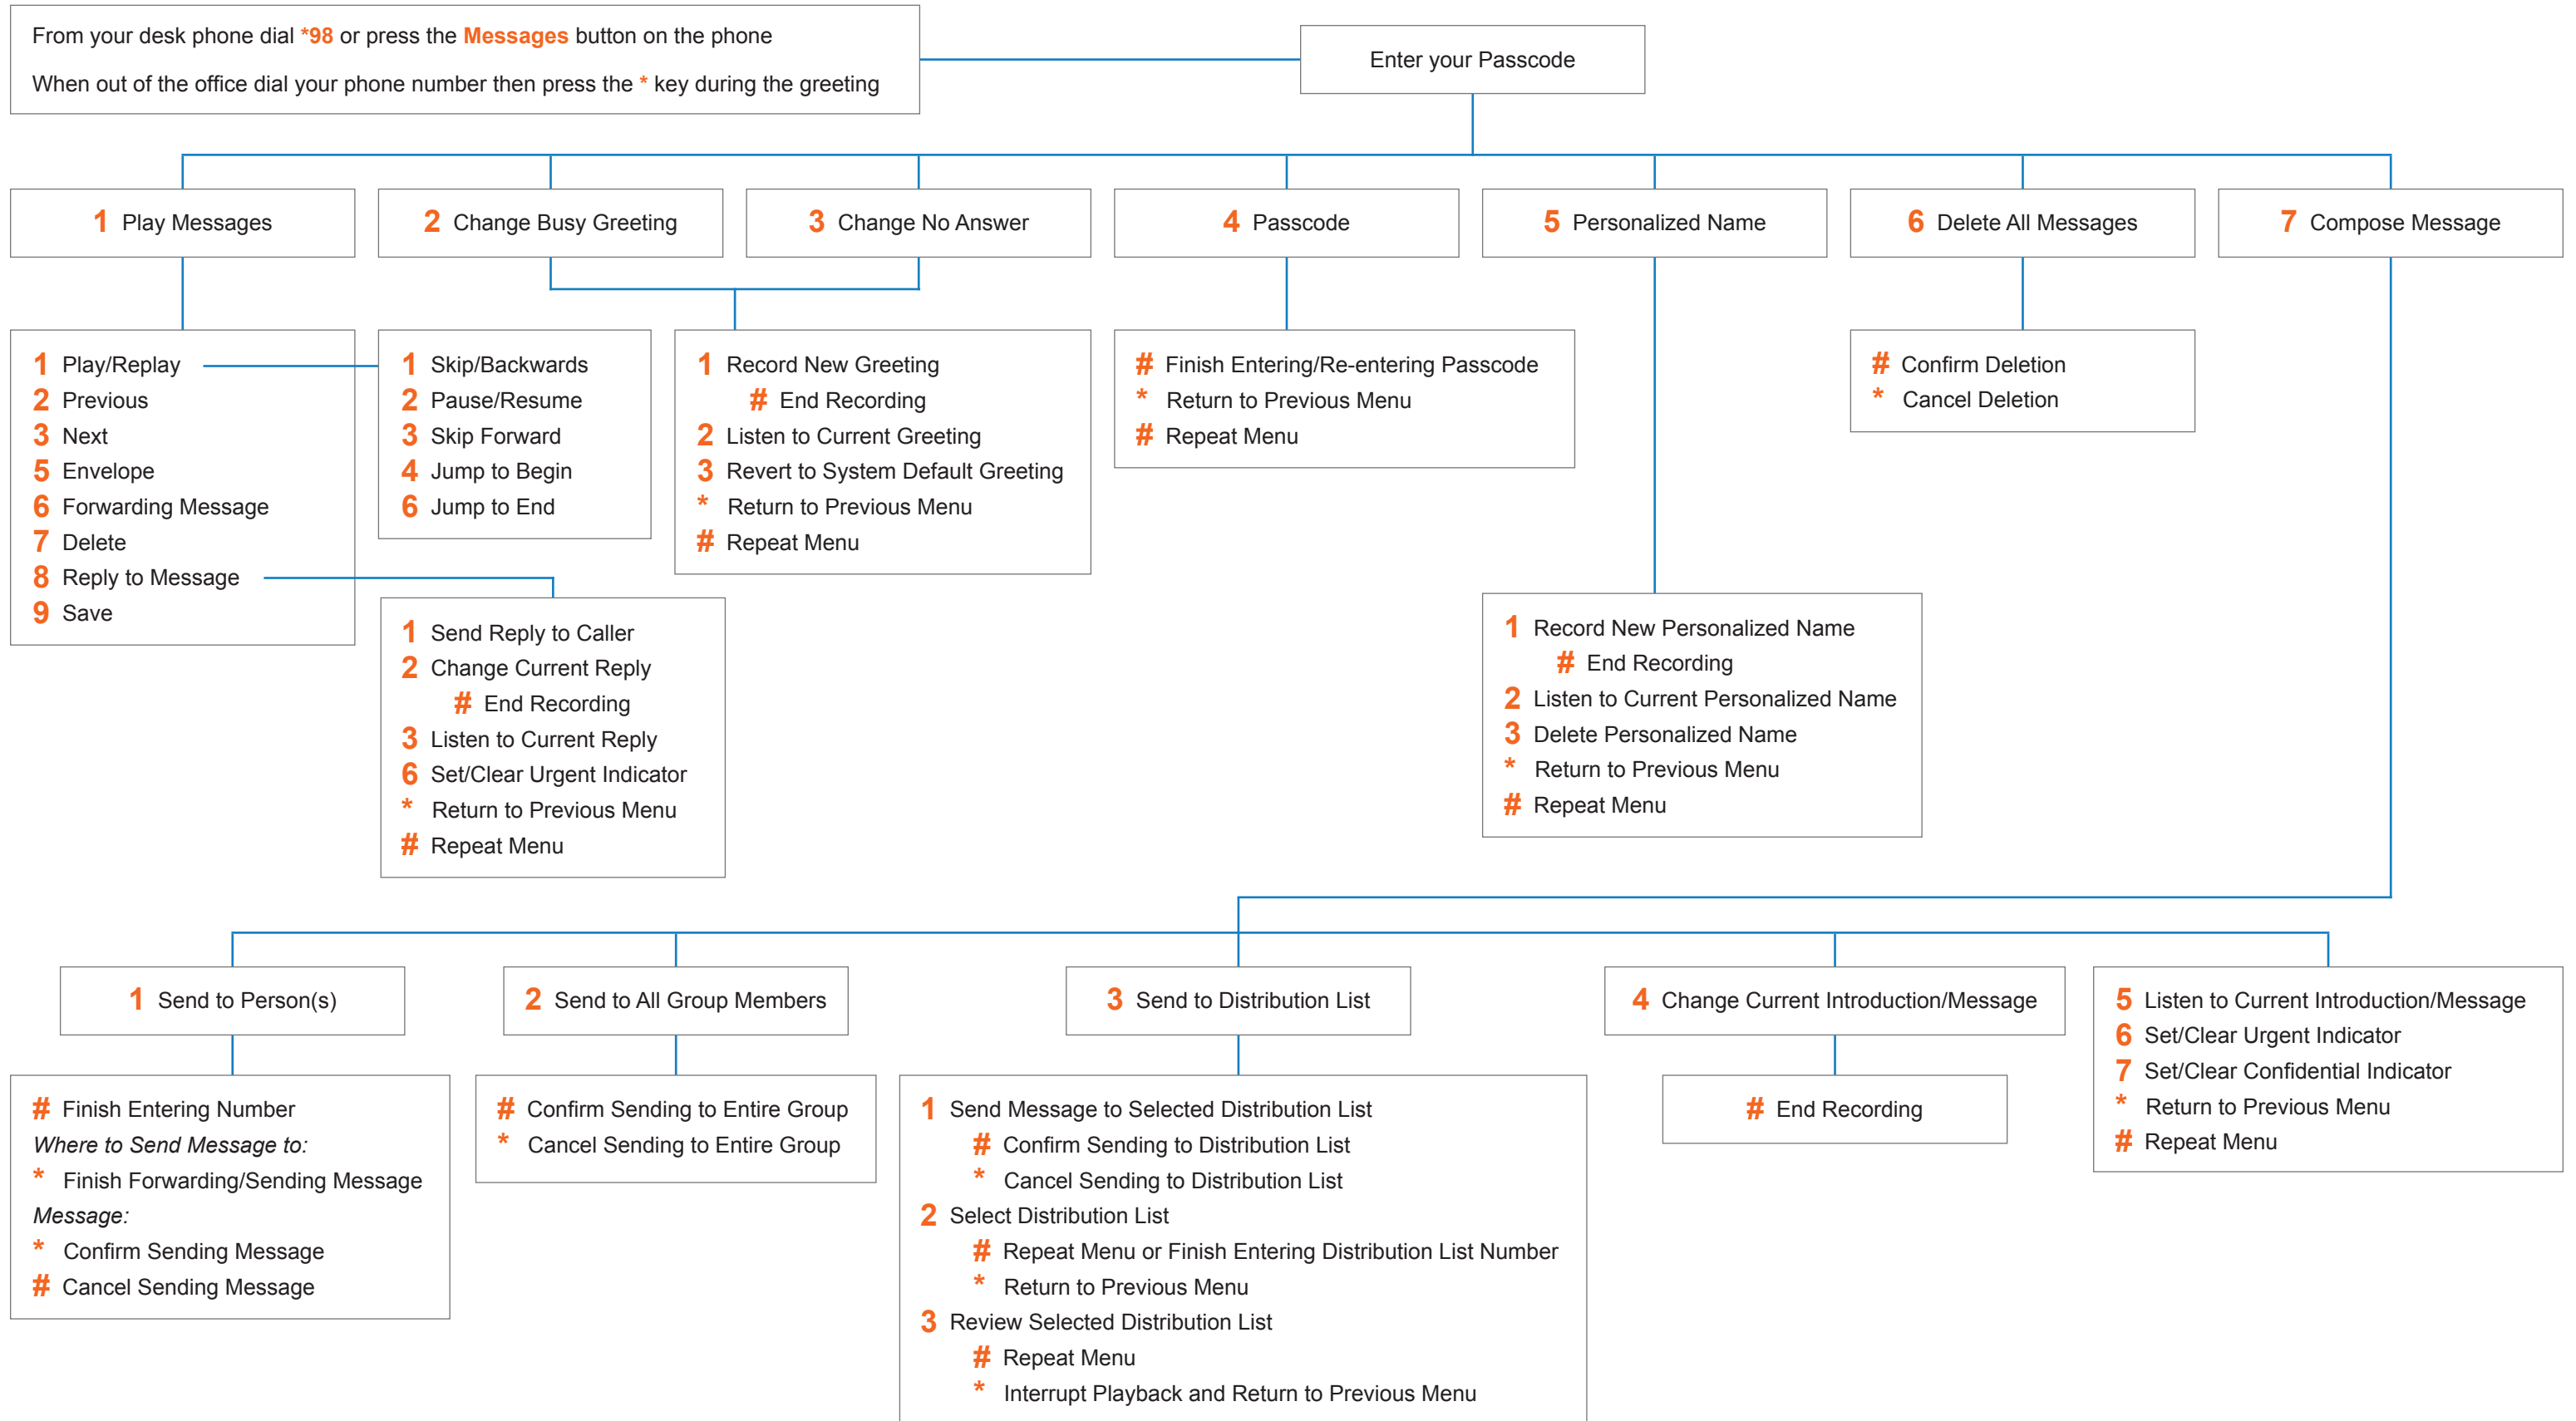 From your desk phone dial *98 or press the Messages button on the phone
When out of the office dial your phone number then press the * key during the greeting
Enter your Passcode
1 Play Messages
2 Change Busy Greeting
3 Change No Answer
4 Passcode
5 Personalized Name
6 Delete All Messages
7 Compose Message
1 Play/Replay
2 Previous
3 Next
5 Envelope
6 Forwarding Message
7 Delete
8 Reply to Message
9 Save
1 Skip/Backwards
2 Pause/Resume
3 Skip Forward
4 Jump to Begin
6 Jump to End
1 Record New Greeting
# End Recording
2 Listen to Current Greeting
3 Revert to System Default Greeting
* Return to Previous Menu
# Repeat Menu
# Finish Entering/Re-entering Passcode
* Return to Previous Menu
# Repeat Menu
# Confirm Deletion
* Cancel Deletion
1 Send Reply to Caller
2 Change Current Reply
# End Recording
3 Listen to Current Reply
6 Set/Clear Urgent Indicator
* Return to Previous Menu
# Repeat Menu
1 Record New Personalized Name
# End Recording
2 Listen to Current Personalized Name
3 Delete Personalized Name
* Return to Previous Menu
# Repeat Menu
1 Send to Person(s)
2 Send to All Group Members
3 Send to Distribution List
4 Change Current Introduction/Message
5 Listen to Current Introduction/Message
6 Set/Clear Urgent Indicator
7 Set/Clear Confidential Indicator
* Return to Previous Menu
# Repeat Menu
# Finish Entering Number
Where to Send Message to:
* Finish Forwarding/Sending Message
Message:
* Confirm Sending Message
# Cancel Sending Message
# Confirm Sending to Entire Group
* Cancel Sending to Entire Group
1 Send Message to Selected Distribution List
# Confirm Sending to Distribution List
* Cancel Sending to Distribution List
2 Select Distribution List
# Repeat Menu or Finish Entering Distribution List Number
* Return to Previous Menu
3 Review Selected Distribution List
# Repeat Menu
* Interrupt Playback and Return to Previous Menu
# End Recording